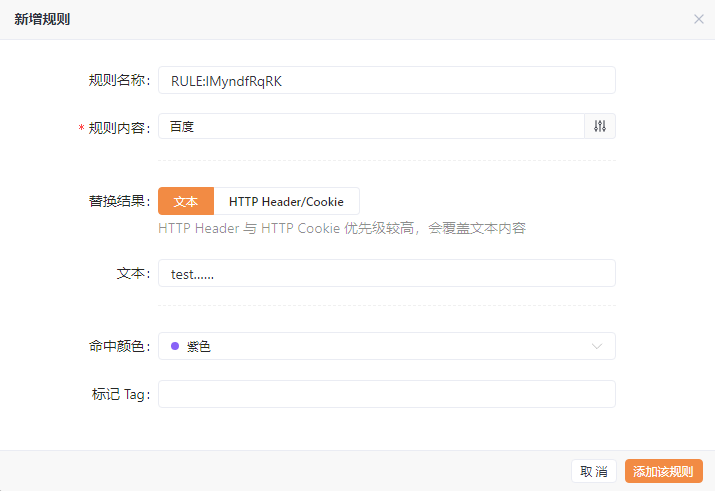 新增规则
规则名称: RULE:IMyndfRqRK
* 规则内容: 百度
替换结果: 文本 HTTP Header/Cookie
HTTP Header 与 HTTP Cookie 优先级较高，会覆盖文本内容
文本: test......
命中颜色: 紫色
标记 Tag:
取 消 添加该规则